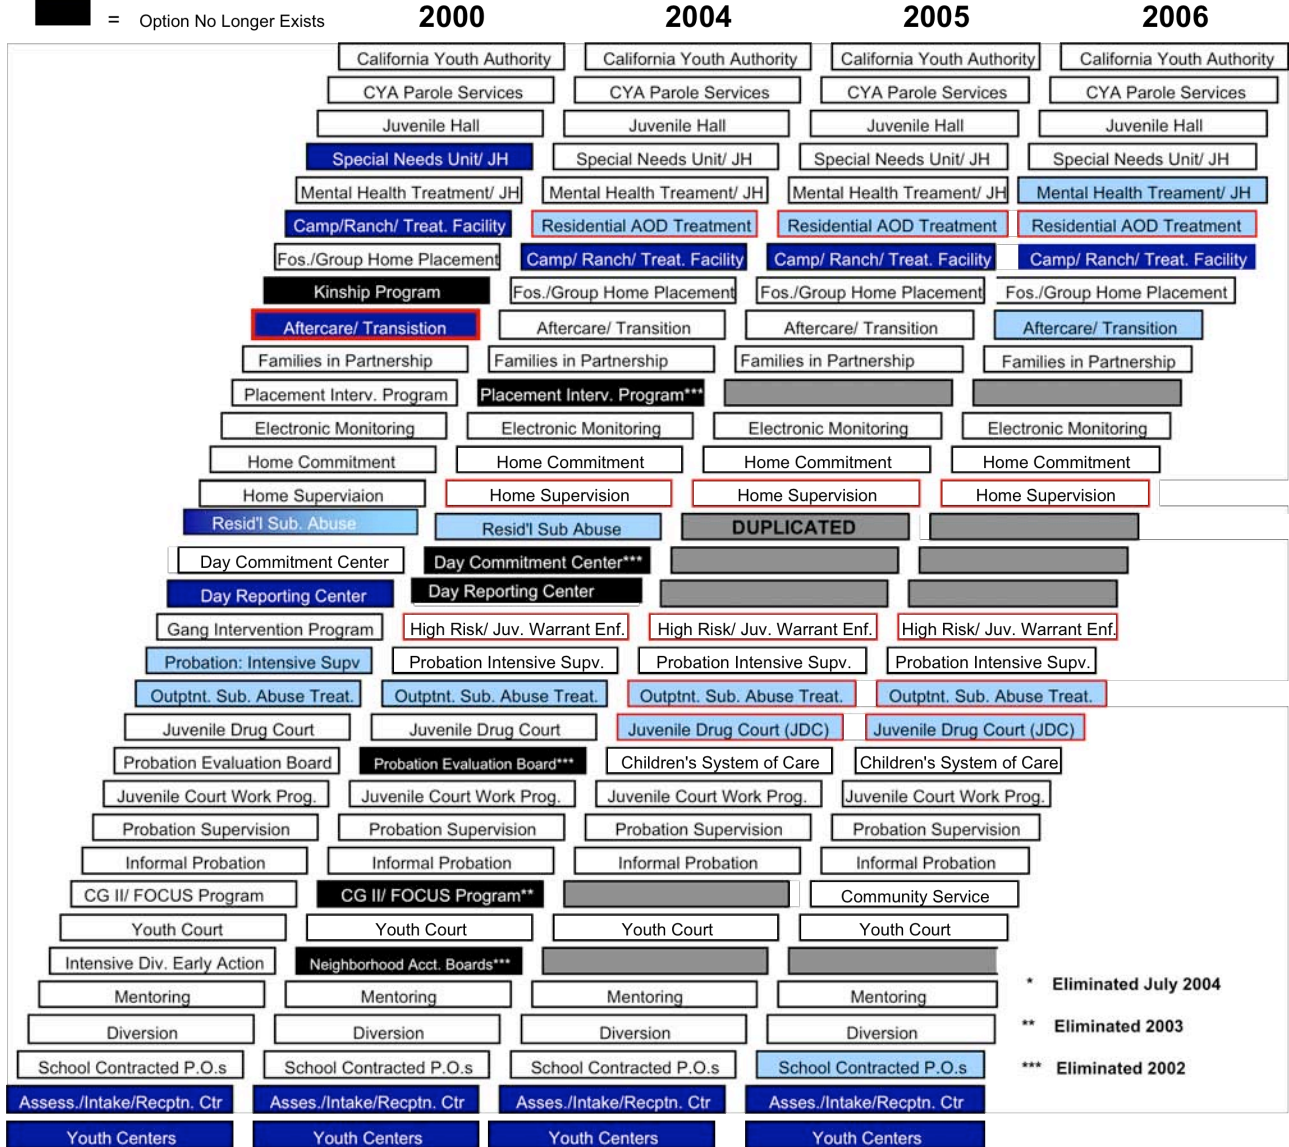 = Option No Longer Exists 2000 2004 2005 2006
California Youth Authority California Youth Authority California Youth Authority California Youth Authority
CYA Parole Services CYA Parole Services CYA Parole Services CYA Parole Services
Juvenile Hall Juvenile Hall Juvenile Hall Juvenile Hall
Special Needs Unit/ JH Special Needs Unit/ JH Special Needs Unit/ JH Special Needs Unit/ JH
Mental Health Treatment/ JH Mental Health Treament/ JH Mental Health Treament/ JH Mental Health Treament/ JH
Camp/Ranch/ Treat. Facility Residential AOD Treatment Residential AOD Treatment Residential AOD Treatment
Fos./Group Home Placement Camp/ Ranch/ Treat. Facility Camp/ Ranch/ Treat. Facility Camp/ Ranch/ Treat. Facility
Kinship Program Fos./Group Home Placement Fos./Group Home Placement Fos./Group Home Placement
Aftercare/ Transistion Aftercare/ Transition Aftercare/ Transition Aftercare/ Transition
Families in Partnership Families in Partnership Families in Partnership Families in Partnership
Placement Interv. Program Placement Interv. Program***
Electronic Monitoring Electronic Monitoring Electronic Monitoring Electronic Monitoring
Home Commitment Home Commitment Home Commitment Home Commitment
Home Superviaion Home Supervision Home Supervision Home Supervision
Resid'l Sub. Abuse Resid'l Sub Abuse DUPLICATED
Day Commitment Center Day Commitment Center***
Day Reporting Center Day Reporting Center
Gang Intervention Program High Risk/ Juv. Warrant Enf. High Risk/ Juv. Warrant Enf. High Risk/ Juv. Warrant Enf.
Probation: Intensive Supv Probation Intensive Supv. Probation Intensive Supv. Probation Intensive Supv.
Outptnt. Sub. Abuse Treat. Outptnt. Sub. Abuse Treat. Outptnt. Sub. Abuse Treat. Outptnt. Sub. Abuse Treat.
Juvenile Drug Court Juvenile Drug Court Juvenile Drug Court (JDC) Juvenile Drug Court (JDC)
Probation Evaluation Board Probation Evaluation Board*** Children's System of Care Children's System of Care
Juvenile Court Work Prog. Juvenile Court Work Prog. Juvenile Court Work Prog. Juvenile Court Work Prog.
Probation Supervision Probation Supervision Probation Supervision Probation Supervision
Informal Probation Informal Probation Informal Probation Informal Probation
CG II/ FOCUS Program CG II/ FOCUS Program** Community Service
Youth Court Youth Court Youth Court Youth Court
Intensive Div. Early Action Neighborhood Acct. Boards***
Mentoring Mentoring Mentoring Mentoring * Eliminated July 2004
Diversion Diversion Diversion Diversion ** Eliminated 2003
School Contracted P.O.s School Contracted P.O.s School Contracted P.O.s School Contracted P.O.s *** Eliminated 2002
Assess./Intake/Recptn. Ctr Asses./Intake/Recptn. Ctr Asses./Intake/Recptn. Ctr Asses./Intake/Recptn. Ctr
Youth Centers Youth Centers Youth Centers Youth Centers